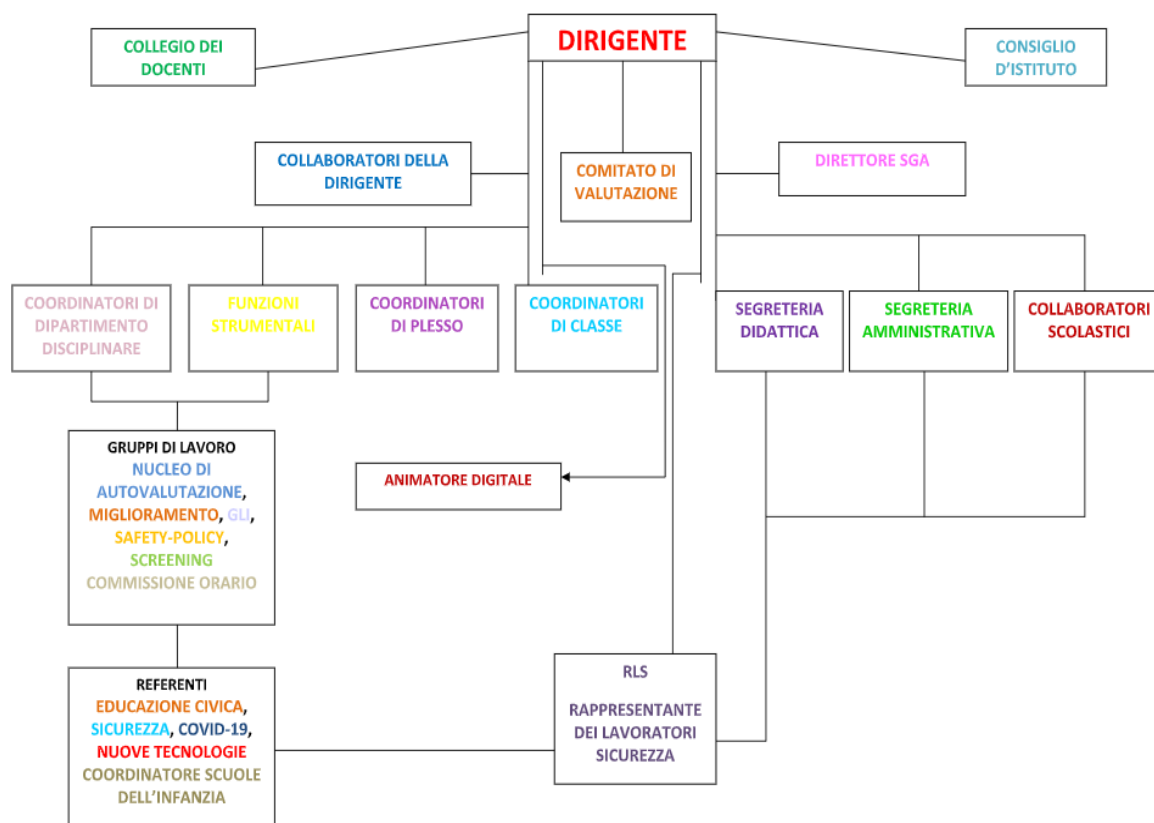 DIRIGENTE
COLLEGIO DEI
DOCENTI
CONSIGLIO
D'ISTITUTO
COLLABORATORI DELLA
DIRIGENTE
COMITATO DI
VALUTAZIONE
DIRETTORE SGA
COORDINATORI DI
DIPARTIMENTO
DISCIPLINARE
FUNZIONI
STRUMENTALI
COORDINATORI
DI PLESSO
COORDINATORI
DI CLASSE
SEGRETERIA
DIDATTICA
SEGRETERIA
AMMINISTRATIVA
COLLABORATORI
SCOLASTICI
GRUPPI DI LAVORO
NUCLEO DI
AUTOVALUTAZIONE,
MIGLIORAMENTO, GLI,
SAFETY-POLICY,
SCREENING
COMMISSIONE ORARIO
ANIMATORE DIGITALE
REFERENTI
EDUCAZIONE CIVICA,
SICUREZZA, COVID-19,
NUOVE TECNOLOGIE
COORDINATORE SCUOLE
DELL'INFANZIA
RLS
RAPPRESENTANTE
DEI LAVORATORI
SICUREZZA